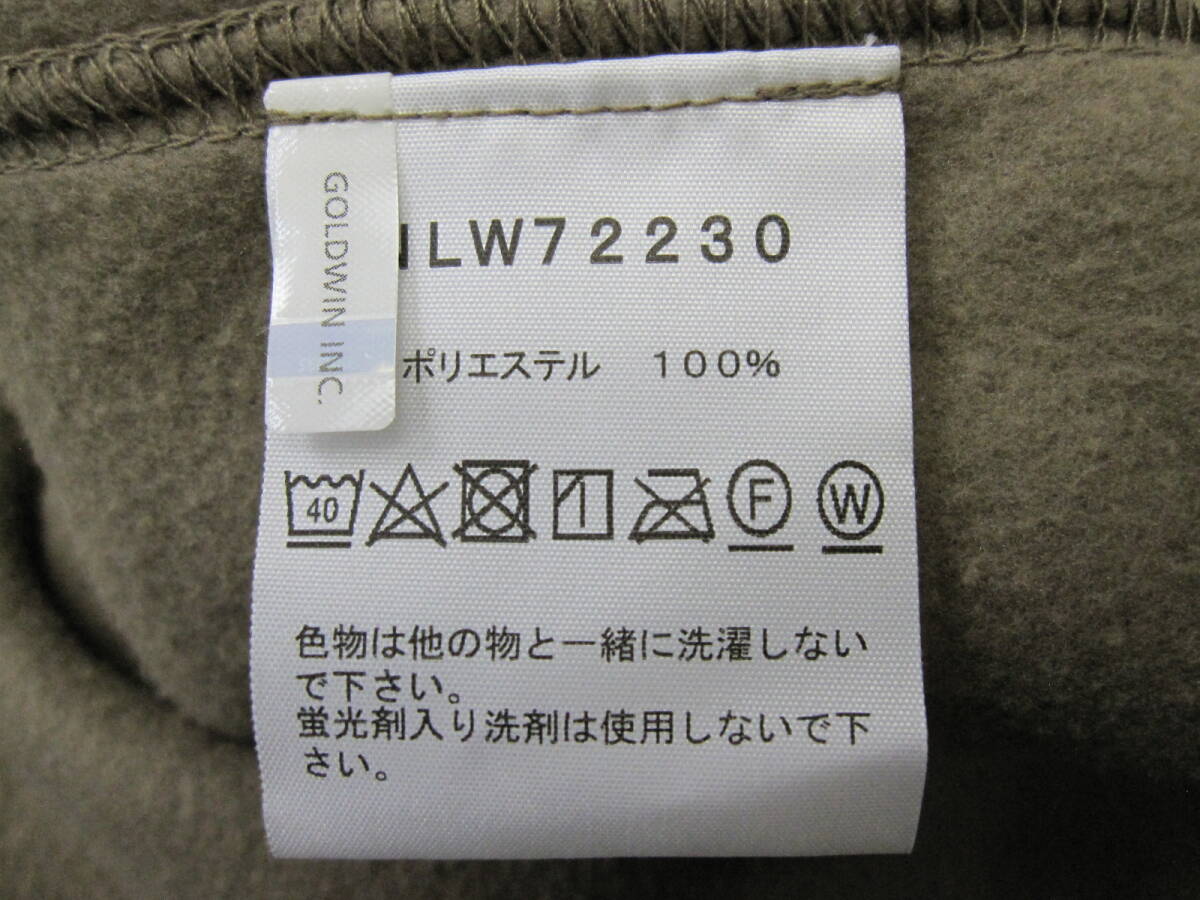 GOLDWIN INC.
NLW72230
ポリエステル 100%
40
F
W
色物は他の物と一緒に洗濯しない
で下さい。
蛍光剤入り洗剤は使用しないで下
さい。